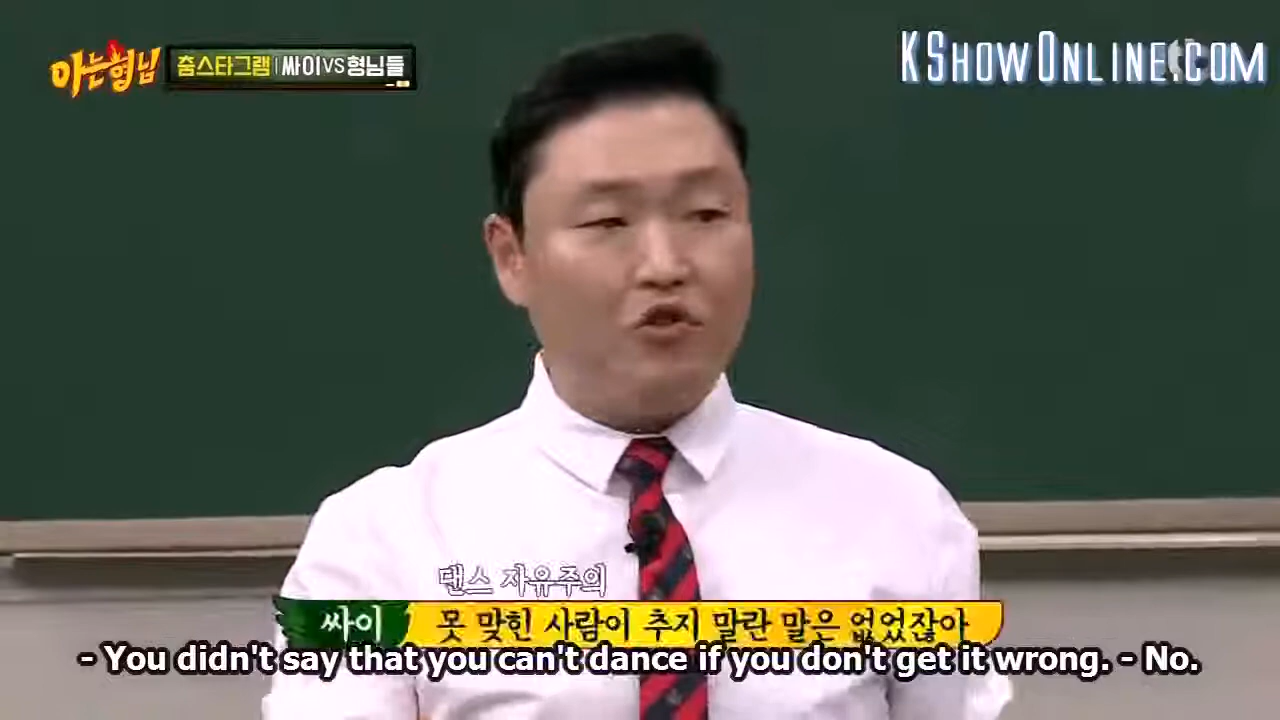 아는형님
춤스타그램 | 싸이VS형님들
KSHOWONLINE.COM
댄스 자유주의
싸이
못 맞힌 사람이 추지 말란 말은 없었잖아
- You didn't say that you can't dance if you don't get it wrong. - No.